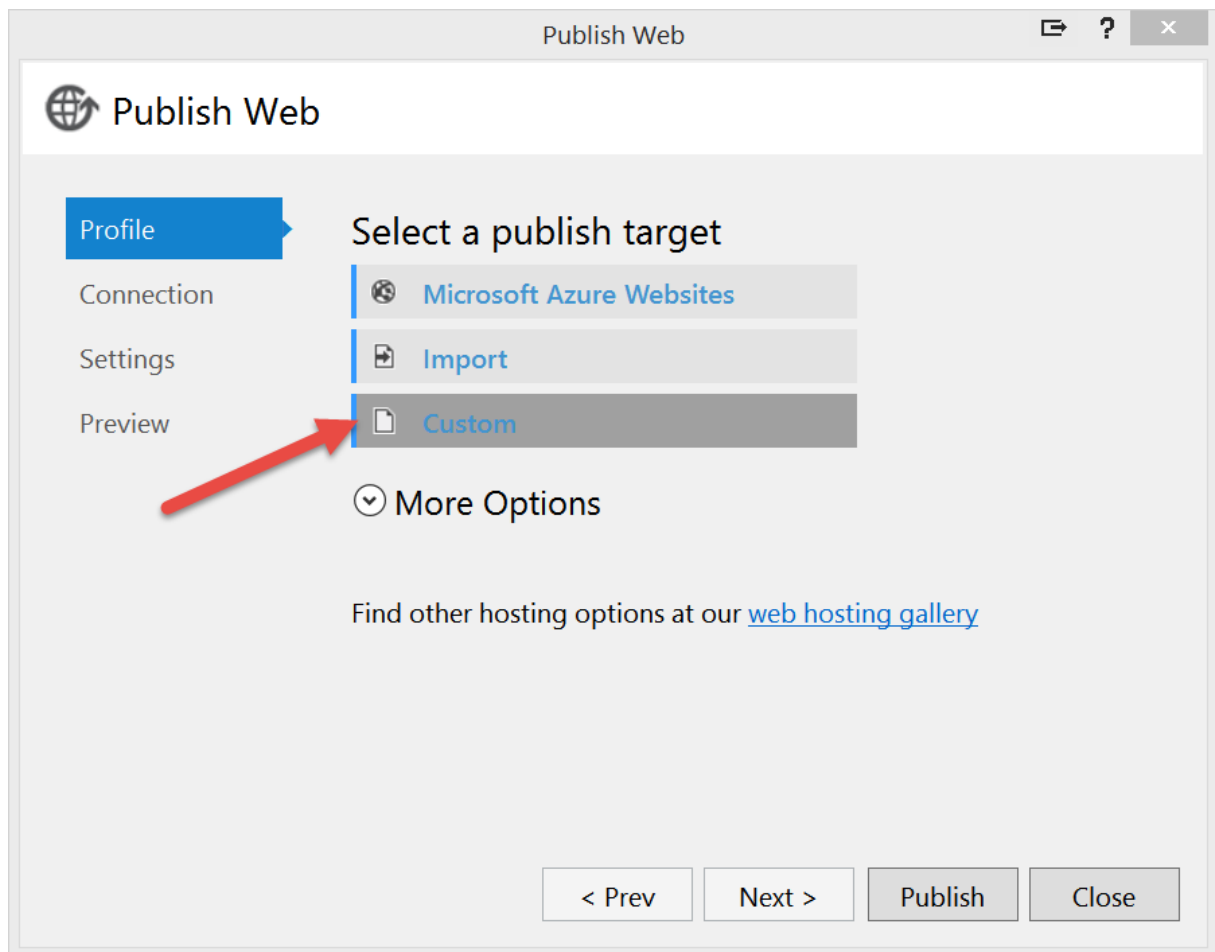 Publish Web
?
Publish Web
Profile
Connection
Settings
Preview
Select a publish target
Microsoft Azure Websites
Import
Custom
More Options
Find other hosting options at our web hosting gallery
< Prev
Next >
Publish
Close